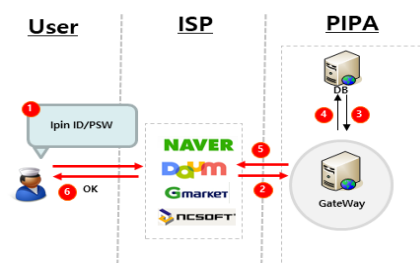 User
ISP
PIPA
1
Ipin ID/PSW
DB
4
3
NAVER
Daum
Gmarket
NCSOFT
5
2
6
OK
GateWay